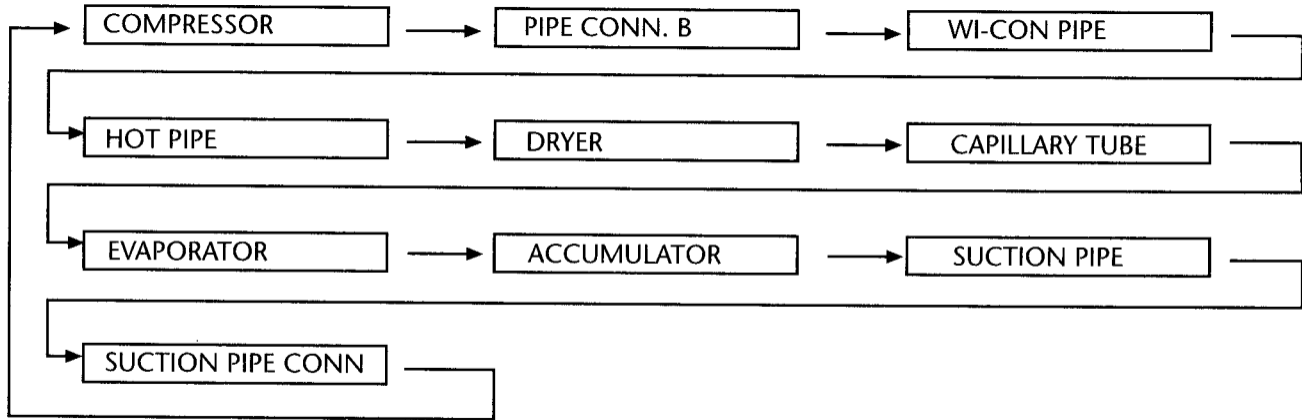 COMPRESSOR
PIPE CONN. B
WI-CON PIPE
HOT PIPE
DRYER
CAPILLARY TUBE
EVAPORATOR
ACCUMULATOR
SUCTION PIPE
SUCTION PIPE CONN